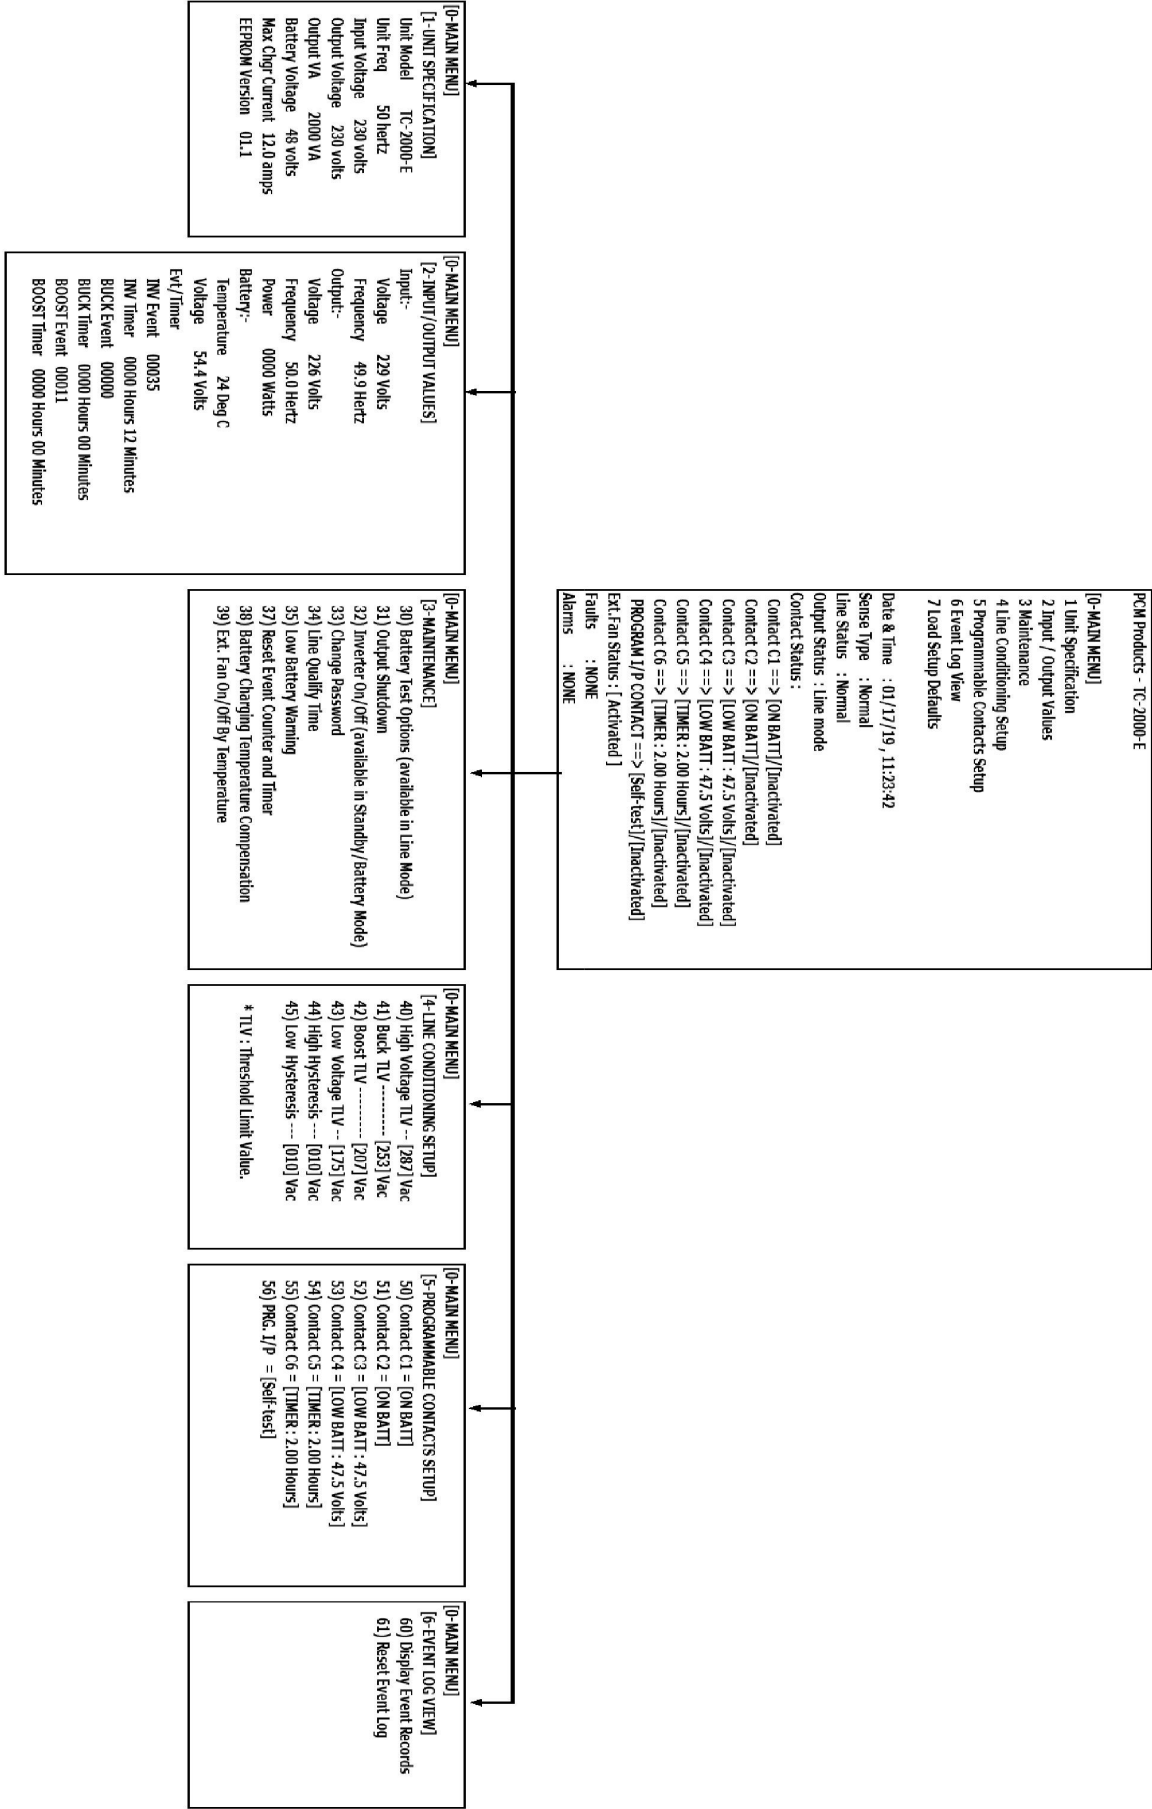 PCM Products - TC-2000-E
[0-MAIN MENU]
1 Unit Specification
2 Input / Output Values
3 Maintenance
4 Line Conditioning Setup
5 Programmable Contacts Setup
6 Event Log View
7 Load Setup Defaults
Date & Time : 01/17/19 , 11:23:42
Sense Type : Normal
Line Status : Normal
Output Status : Line mode
Contact Status :
Contact C1 ==> [ON BATT]/[Inactivated]
Contact C2 ==> [ON BATT]/[Inactivated]
Contact C3 ==> [LOW BATT : 47.5 Volts]/[Inactivated]
Contact C4 ==> [LOW BATT : 47.5 Volts]/[Inactivated]
Contact C5 ==> [TIMER : 2.00 Hours]/[Inactivated]
Contact C6 ==> [TIMER : 2.00 Hours]/[Inactivated]
PROGRAM I/P CONTACT ==> [Self-test]/[Inactivated]
Ext.Fan Status : [ Activated ]
Faults : NONE
Alarms : NONE
[0-MAIN MENU]
[1-UNIT SPECIFICATION]
Unit Model TC-2000-E
Unit Freq 50 hertz
Input Voltage 230 volts
Output Voltage 230 volts
Output VA 2000 VA
Battery Voltage 48 volts
Max Chgr Current 12.0 amps
EEPROM Version 01.1
[0-MAIN MENU]
[2-INPUT/OUTPUT VALUES]
Input:-
Voltage 229 Volts
Frequency 49.9 Hertz
Output:-
Voltage 226 Volts
Frequency 50.0 Hertz
Power 0000 Watts
Battery:-
Temperature 24 Deg C
Voltage 54.4 Volts
Evt/Timer
INV Event 00035
INV Timer 0000 Hours 12 Minutes
BUCK Event 00000
BUCK Timer 0000 Hours 00 Minutes
BOOST Event 00011
BOOST Timer 0000 Hours 00 Minutes
[0-MAIN MENU]
[3-MAINTENANCE]
30) Battery Test Options (available in Line Mode)
31) Output Shutdown
32) Inverter On/Off (available in Standby/Battery Mode)
33) Change Password
34) Line Qualify Time
35) Low Battery Warning
37) Reset Event Counter and Timer
38) Battery Charging Temperature Compensation
39) Ext. Fan On/Off By Temperature
[0-MAIN MENU]
[4-LINE CONDITIONING SETUP]
40) High Voltage TLV -- [287] Vac
41) Buck TLV ---------- [253] Vac
42) Boost TLV --------- [207] Vac
43) Low Voltage TLV -- [175] Vac
44) High Hysteresis --- [010] Vac
45) Low Hysteresis --- [010] Vac
* TLV : Threshold Limit Value.
[0-MAIN MENU]
[5-PROGRAMMABLE CONTACTS SETUP]
50) Contact C1 = [ON BATT]
51) Contact C2 = [ON BATT]
52) Contact C3 = [LOW BATT : 47.5 Volts]
53) Contact C4 = [LOW BATT : 47.5 Volts]
54) Contact C5 = [TIMER : 2.00 Hours]
55) Contact C6 = [TIMER : 2.00 Hours]
56) PRG. I/P = [Self-test]
[0-MAIN MENU]
[6-EVENT LOG VIEW]
60) Display Event Records
61) Reset Event Log